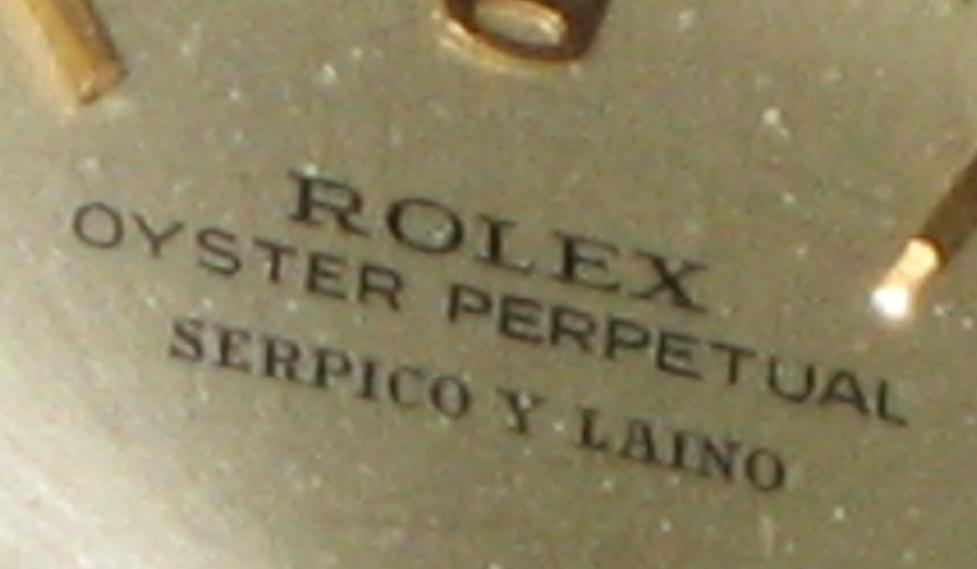 ROLEX
OYSTER PERPETUAL
SERPICO Y LAINO